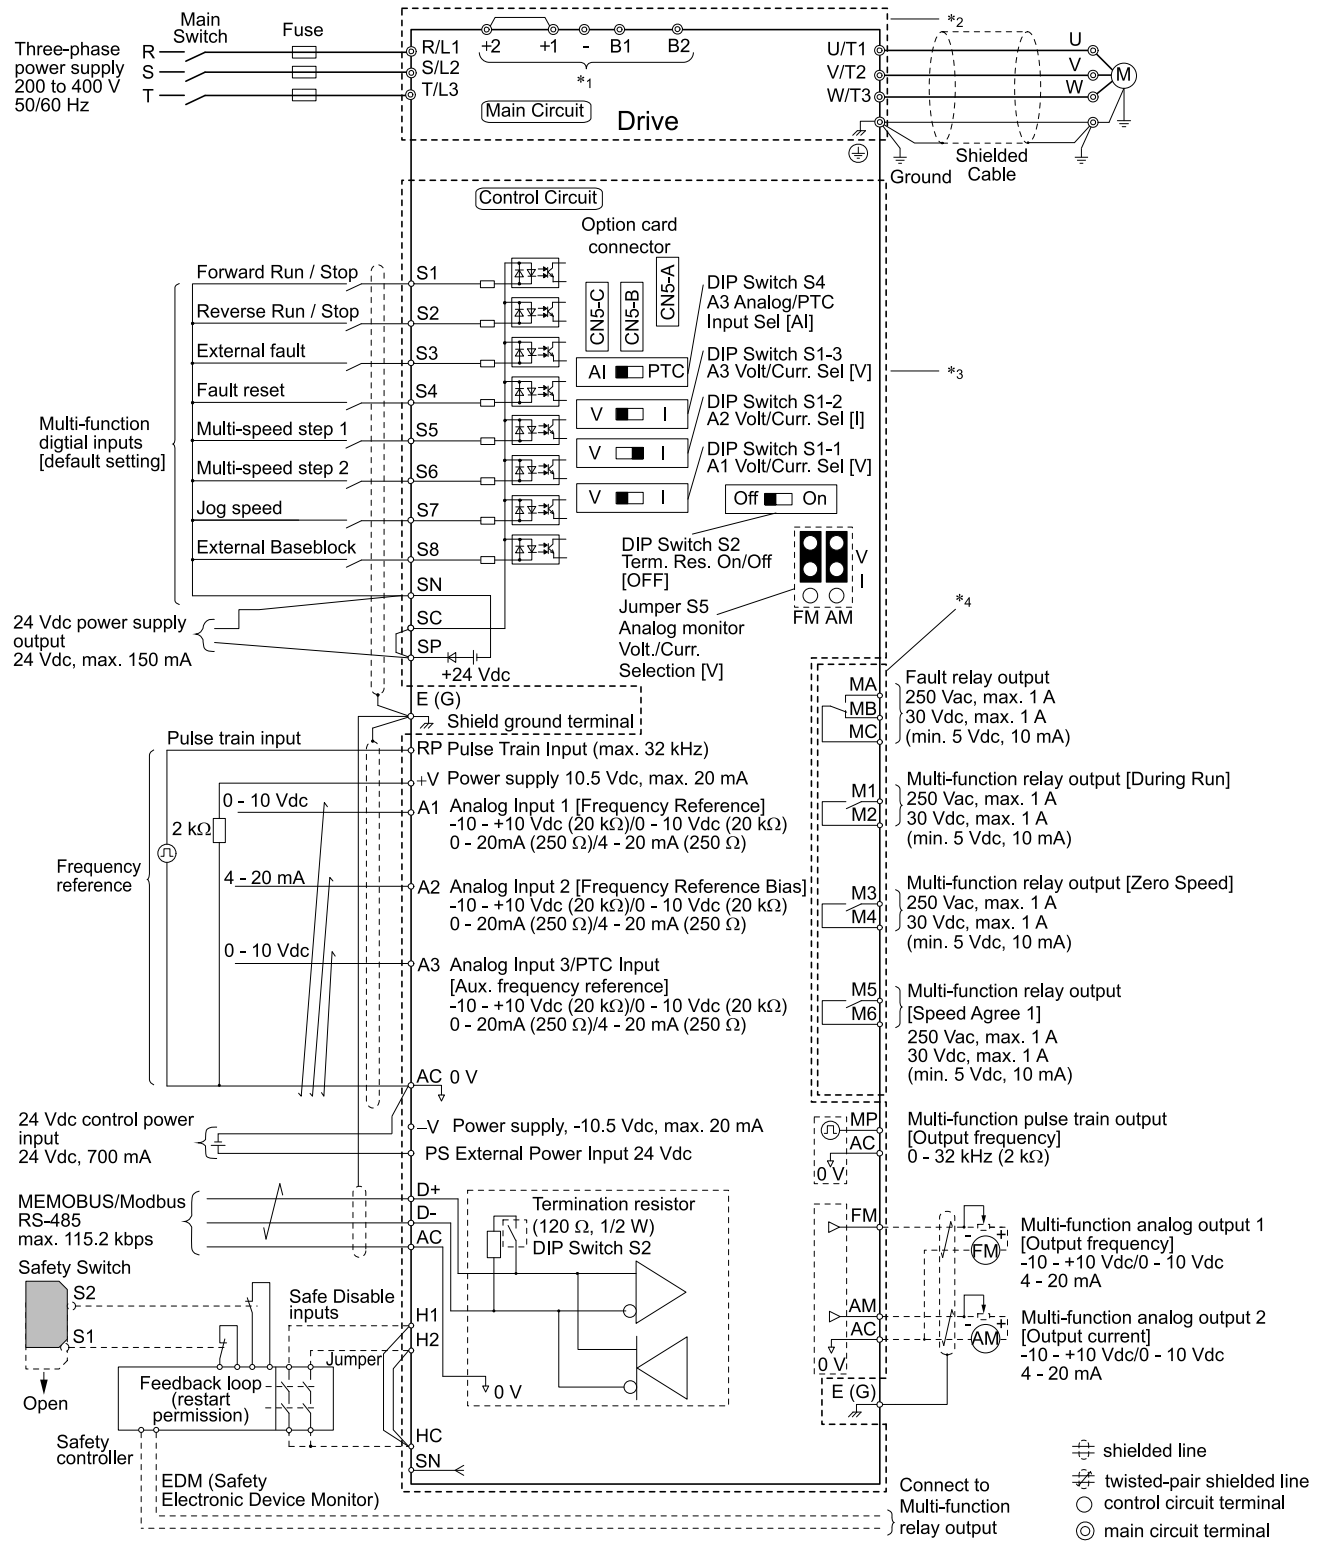 Main
Switch
Fuse
Three-phase
power supply
200 to 400 V
50/60 Hz
R
S
T
R/L1
S/L2
T/L3
+2
+1
-
B1
B2
*1
Main Circuit
Drive
U/T1
V/T2
W/T3
*2
U
V
W
M
Ground
Shielded
Cable
Control Circuit
Option card
connector
CN5-C
CN5-B
CN5-A
DIP Switch S4
A3 Analog/PTC
Input Sel [AI]
AI PTC
DIP Switch S1-3
A3 Volt/Curr. Sel [V]
V I
DIP Switch S1-2
A2 Volt/Curr. Sel [I]
V I
DIP Switch S1-1
A1 Volt/Curr. Sel [V]
V I
*3
Off On
DIP Switch S2
Term. Res. On/Off
[OFF]
Jumper S5
Analog monitor
Volt./Curr.
Selection [V]
V
I
FM AM
*4
Multi-function
digtial inputs
[default setting]
Forward Run / Stop
S1
Reverse Run / Stop
S2
External fault
S3
Fault reset
S4
Multi-speed step 1
S5
Multi-speed step 2
S6
Jog speed
S7
External Baseblock
S8
SN
SC
SP
+24 Vdc
24 Vdc power supply
output
24 Vdc, max. 150 mA
E (G)
Shield ground terminal
Pulse train input
RP Pulse Train Input (max. 32 kHz)
+V Power supply 10.5 Vdc, max. 20 mA
0 - 10 Vdc
A1 Analog Input 1 [Frequency Reference]
-10 - +10 Vdc (20 kΩ)/0 - 10 Vdc (20 kΩ)
0 - 20mA (250 Ω)/4 - 20 mA (250 Ω)
2 kΩ
Frequency
reference
4 - 20 mA
A2 Analog Input 2 [Frequency Reference Bias]
-10 - +10 Vdc (20 kΩ)/0 - 10 Vdc (20 kΩ)
0 - 20mA (250 Ω)/4 - 20 mA (250 Ω)
0 - 10 Vdc
A3 Analog Input 3/PTC Input
[Aux. frequency reference]
-10 - +10 Vdc (20 kΩ)/0 - 10 Vdc (20 kΩ)
0 - 20mA (250 Ω)/4 - 20 mA (250 Ω)
AC 0 V
24 Vdc control power
input
24 Vdc, 700 mA
–V Power supply, -10.5 Vdc, max. 20 mA
PS External Power Input 24 Vdc
MEMOBUS/Modbus
RS-485
max. 115.2 kbps
D+
D-
AC
Termination resistor
(120 Ω, 1/2 W)
DIP Switch S2
0 V
Safety Switch
S2
S1
Open
Safe Disable
inputs
H1
H2
Jumper
Feedback loop
(restart
permission)
Safety
controller
HC
SN
EDM (Safety
Electronic Device Monitor)
MA
MB
MC
Fault relay output
250 Vac, max. 1 A
30 Vdc, max. 1 A
(min. 5 Vdc, 10 mA)
M1
M2
Multi-function relay output [During Run]
250 Vac, max. 1 A
30 Vdc, max. 1 A
(min. 5 Vdc, 10 mA)
M3
M4
Multi-function relay output [Zero Speed]
250 Vac, max. 1 A
30 Vdc, max. 1 A
(min. 5 Vdc, 10 mA)
M5
M6
Multi-function relay output
[Speed Agree 1]
250 Vac, max. 1 A
30 Vdc, max. 1 A
(min. 5 Vdc, 10 mA)
MP
AC
0 V
Multi-function pulse train output
[Output frequency]
0 - 32 kHz (2 kΩ)
FM
- +
FM
Multi-function analog output 1
[Output frequency]
-10 - +10 Vdc/0 - 10 Vdc
4 - 20 mA
AM
AC
0 V
- +
AM
Multi-function analog output 2
[Output current]
-10 - +10 Vdc/0 - 10 Vdc
4 - 20 mA
E (G)
Connect to
Multi-function
relay output
shielded line
twisted-pair shielded line
control circuit terminal
main circuit terminal